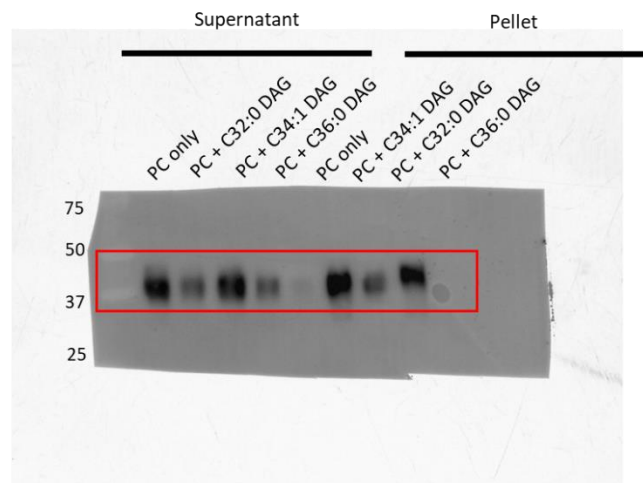 Supernatant
Pellet
PC only
PC + C32:0 DAG
PC + C34:1 DAG
PC + C36:0 DAG
PC only
PC + C34:1 DAG
PC + C32:0 DAG
PC + C36:0 DAG
75
50
37
25